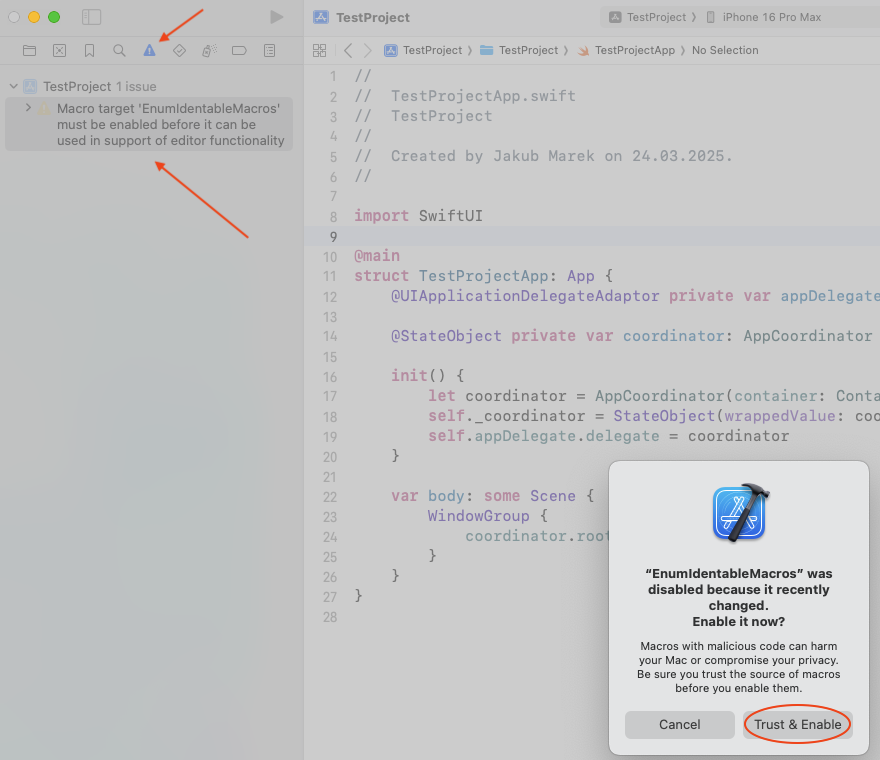 TestProject
TestProject 〉 iPhone 16 Pro Max
TestProject 〉 TestProject 〉 TestProjectApp 〉 No Selection
TestProject 1 issue
Macro target 'EnumIdentableMacros'
must be enabled before it can be
used in support of editor functionality
1 //
2 //  TestProjectApp.swift
3 //  TestProject
4 //
5 //  Created by Jakub Marek on 24.03.2025.
6 //
7
8 import SwiftUI
9
10 @main
11 struct TestProjectApp: App {
12     @UIApplicationDelegateAdaptor private var appDelegate
13
14     @StateObject private var coordinator: AppCoordinator
15
16     init() {
17         let coordinator = AppCoordinator(container: Conta
18         self._coordinator = StateObject(wrappedValue: coo
19         self.appDelegate.delegate = coordinator
20     }
21
22     var body: some Scene {
23         WindowGroup {
24             coordinator.root
25         }
26     }
27 }
28
“EnumIdentableMacros” was
disabled because it recently
changed.
Enable it now?
Macros with malicious code can harm
your Mac or compromise your privacy.
Be sure you trust the source of macros
before you enable them.
Cancel
Trust & Enable